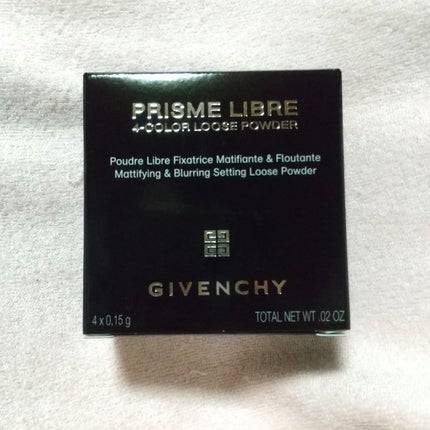 PRISME LIBRE
4-COLOR LOOSE POWDER
Poudre Libre Fixatrice Matifiante & Floutante
Mattifying & Blurring Setting Loose Powder
GIVENCHY
4 x 0,15 g
TOTAL NET WT .02 OZ